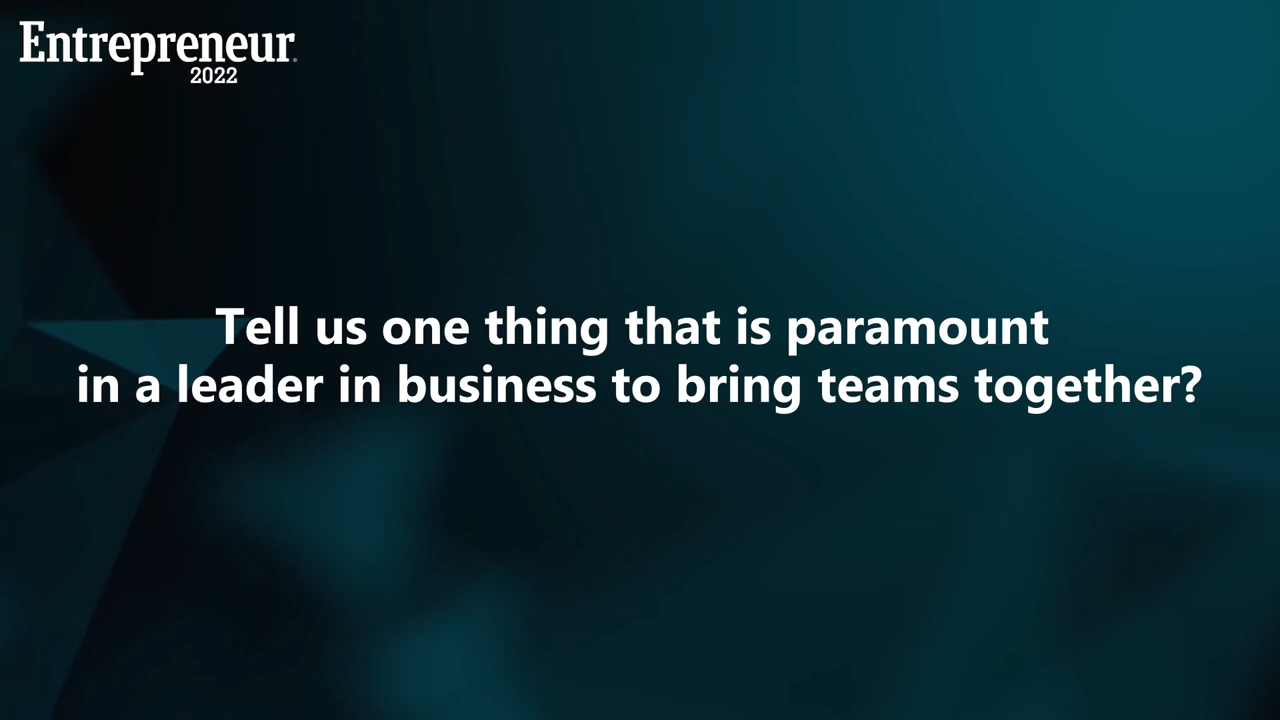 Entrepreneur
2022
Tell us one thing that is paramount
in a leader in business to bring teams together?